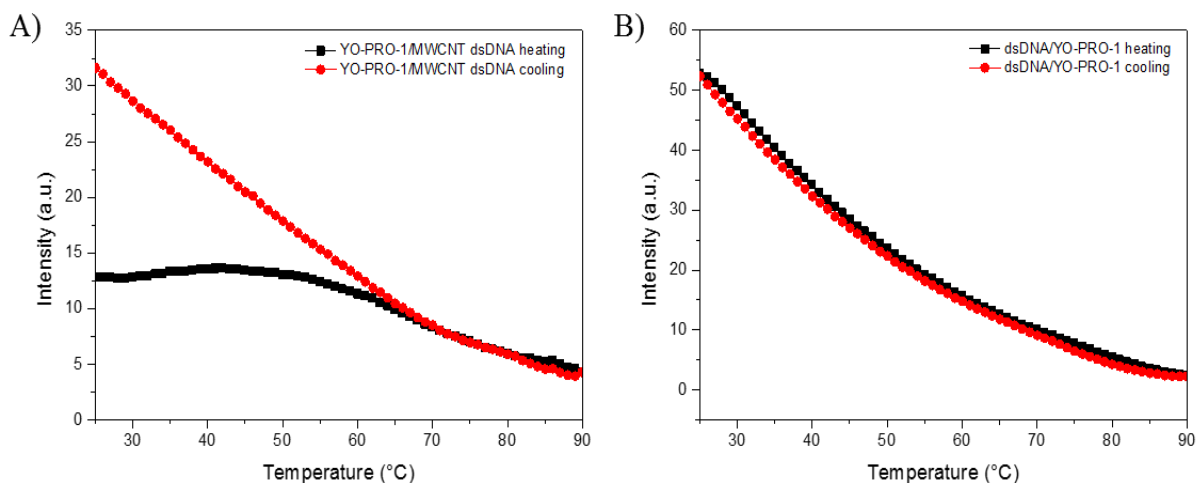 A)
35
30
25
20
15
10
5
0
Intensity (a.u.)
YO-PRO-1/MWCNT dsDNA heating
YO-PRO-1/MWCNT dsDNA cooling
30 40 50 60 70 80 90
Temperature (°C)
B)
60
50
40
30
20
10
0
Intensity (a.u.)
dsDNA/YO-PRO-1 heating
dsDNA/YO-PRO-1 cooling
30 40 50 60 70 80 90
Temperature (°C)